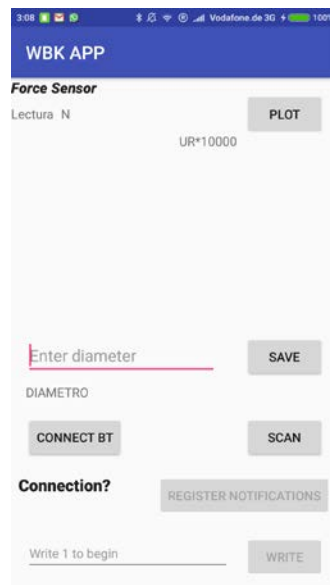 3:08 Vodafone.de 3G 100%
WBK APP
Force Sensor
Lectura N PLOT
UR*10000
Enter diameter SAVE
DIAMETRO
CONNECT BT SCAN
Connection? REGISTER NOTIFICATIONS
Write 1 to begin WRITE